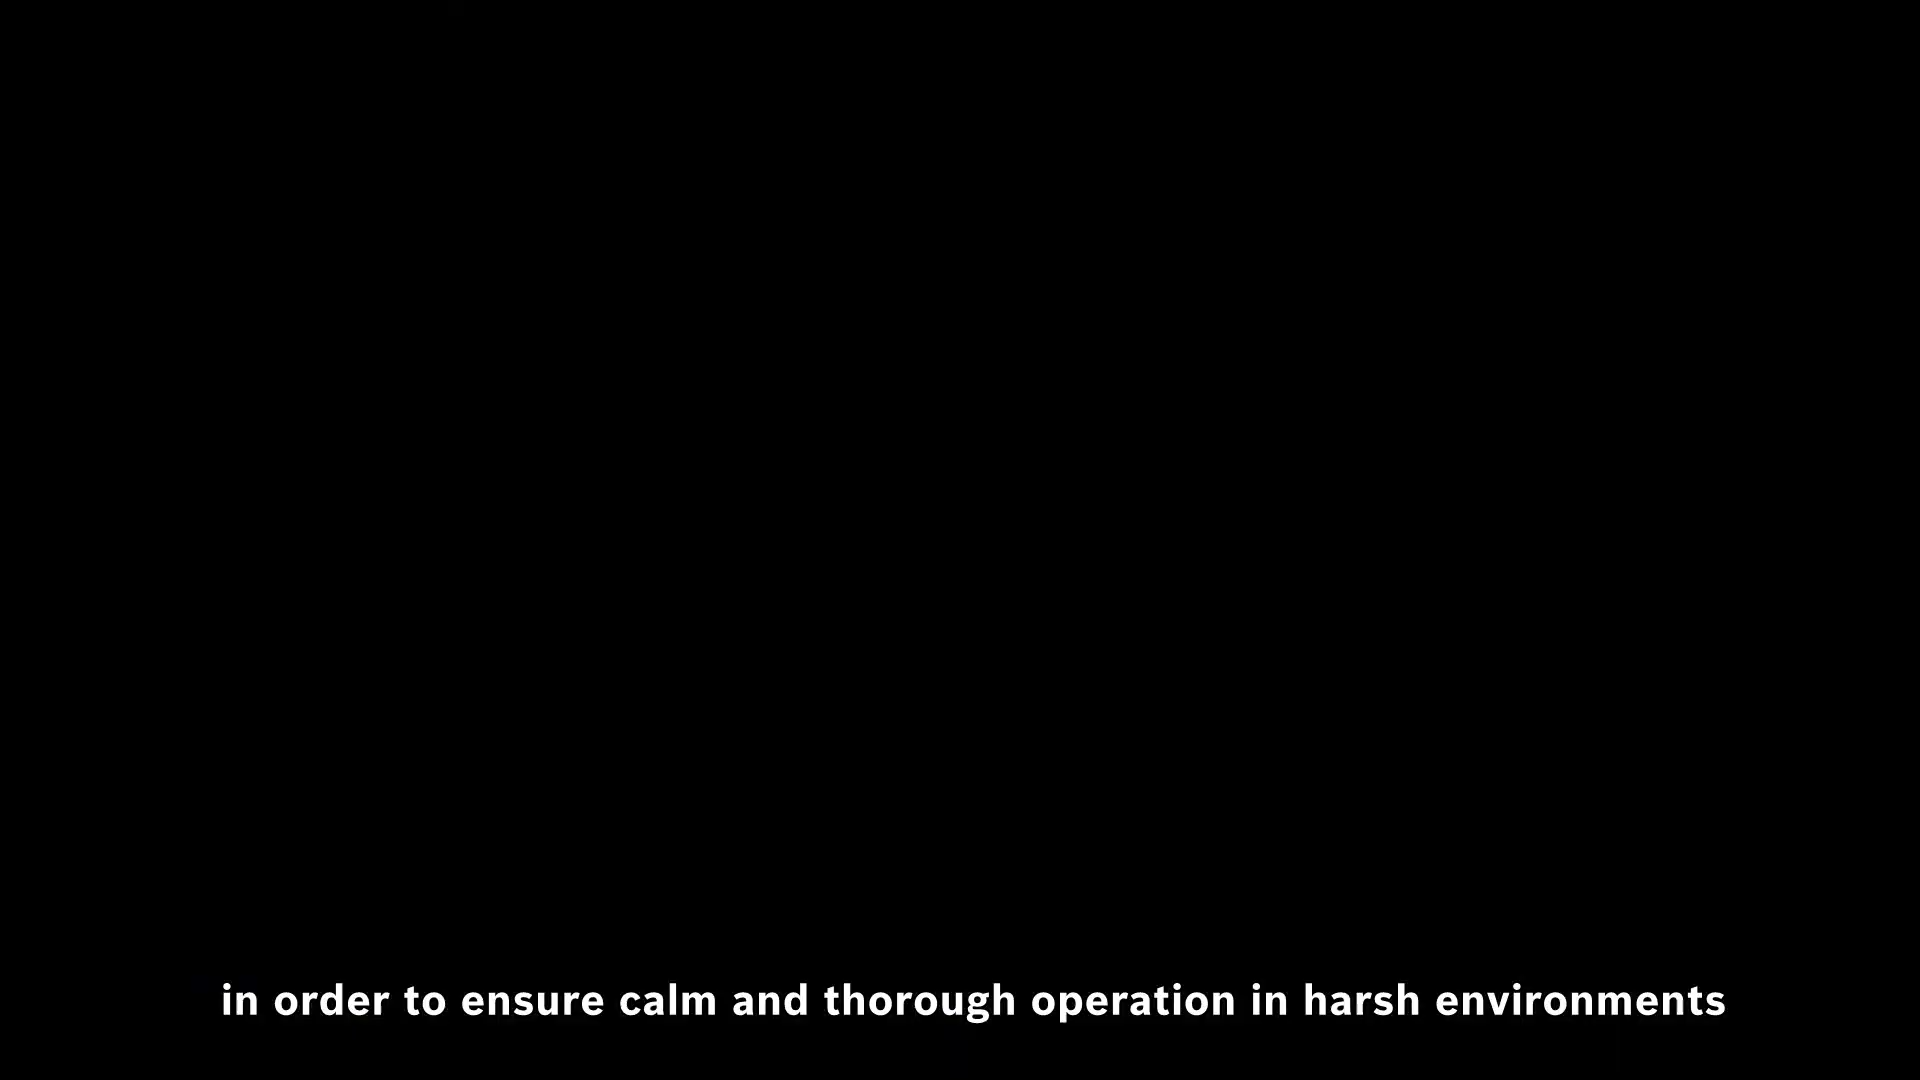 in order to ensure calm and thorough operation in harsh environments